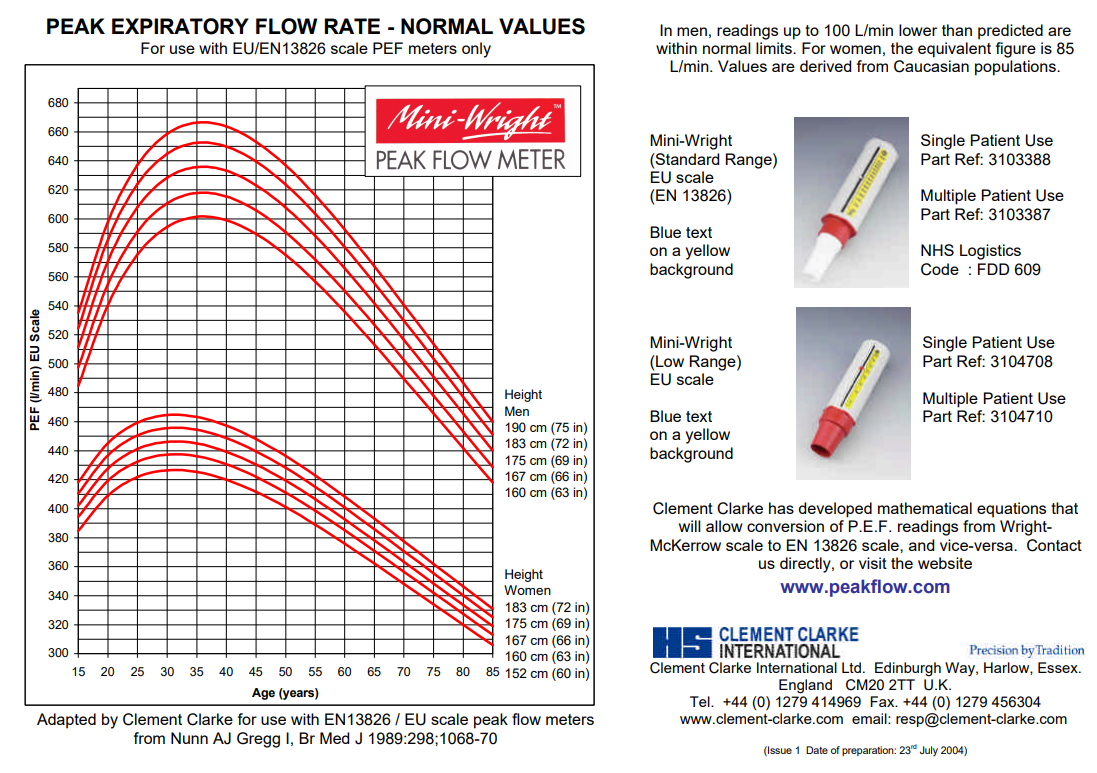 PEAK EXPIRATORY FLOW RATE - NORMAL VALUES
For use with EU/EN13826 scale PEF meters only
Mini-Wright™
PEAK FLOW METER
PEF (l/min) EU Scale
680
660
640
620
600
580
560
540
520
500
480
460
440
420
400
380
360
340
320
300
15 20 25 30 35 40 45 50 55 60 65 70 75 80 85
Age (years)
Height
Men
190 cm (75 in)
183 cm (72 in)
175 cm (69 in)
167 cm (66 in)
160 cm (63 in)
Height
Women
183 cm (72 in)
175 cm (69 in)
167 cm (66 in)
160 cm (63 in)
152 cm (60 in)
Adapted by Clement Clarke for use with EN13826 / EU scale peak flow meters
from Nunn AJ Gregg I, Br Med J 1989:298;1068-70
In men, readings up to 100 L/min lower than predicted are
within normal limits. For women, the equivalent figure is 85
L/min. Values are derived from Caucasian populations.
Mini-Wright
(Standard Range)
EU scale
(EN 13826)
Blue text
on a yellow
background
Single Patient Use
Part Ref: 3103388
Multiple Patient Use
Part Ref: 3103387
NHS Logistics
Code : FDD 609
Mini-Wright
(Low Range)
EU scale
Blue text
on a yellow
background
Single Patient Use
Part Ref: 3104708
Multiple Patient Use
Part Ref: 3104710
Clement Clarke has developed mathematical equations that
will allow conversion of P.E.F. readings from Wright-
McKerrow scale to EN 13826 scale, and vice-versa. Contact
us directly, or visit the website
www.peakflow.com
HS CLEMENT CLARKE
INTERNATIONAL
Precision by Tradition
Clement Clarke International Ltd. Edinburgh Way, Harlow, Essex.
England CM20 2TT U.K.
Tel. +44 (0) 1279 414969 Fax. +44 (0) 1279 456304
www.clement-clarke.com email: resp@clement-clarke.com
(Issue 1 Date of preparation: 23rd July 2004)